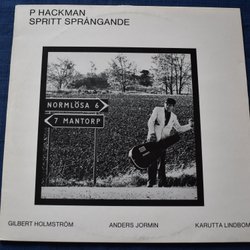 P HACKMAN
SPRITT SPRÅNGANDE
NORMLÖSA 6
7 MANTORP
GILBERT HOLMSTRÖM ANDERS JORMIN KARUTTA LINDBOM